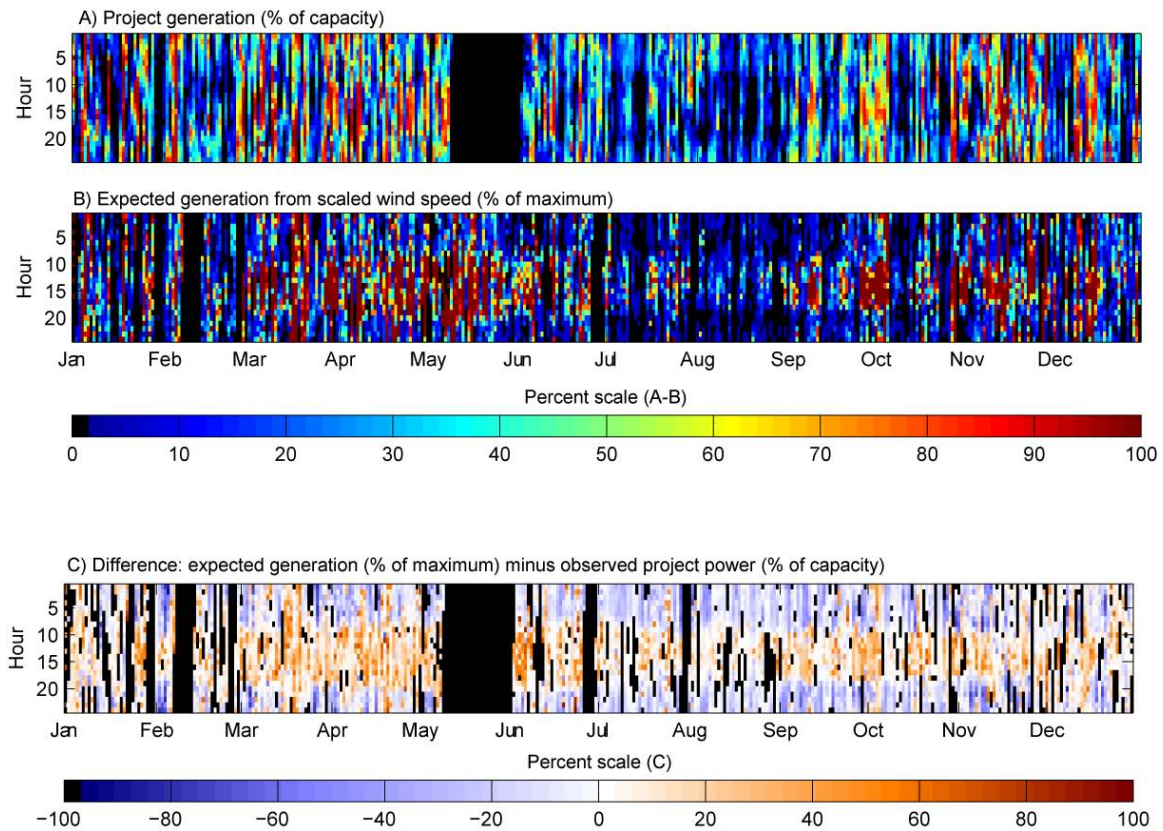 A) Project generation (% of capacity)
Hour
5
10
15
20
B) Expected generation from scaled wind speed (% of maximum)
Hour
5
10
15
20
Jan Feb Mar Apr May Jun Jul Aug Sep Oct Nov Dec
Percent scale (A-B)
0 10 20 30 40 50 60 70 80 90 100
C) Difference: expected generation (% of maximum) minus observed project power (% of capacity)
Hour
5
10
15
20
Jan Feb Mar Apr May Jun Jul Aug Sep Oct Nov Dec
Percent scale (C)
−100 −80 −60 −40 −20 0 20 40 60 80 100